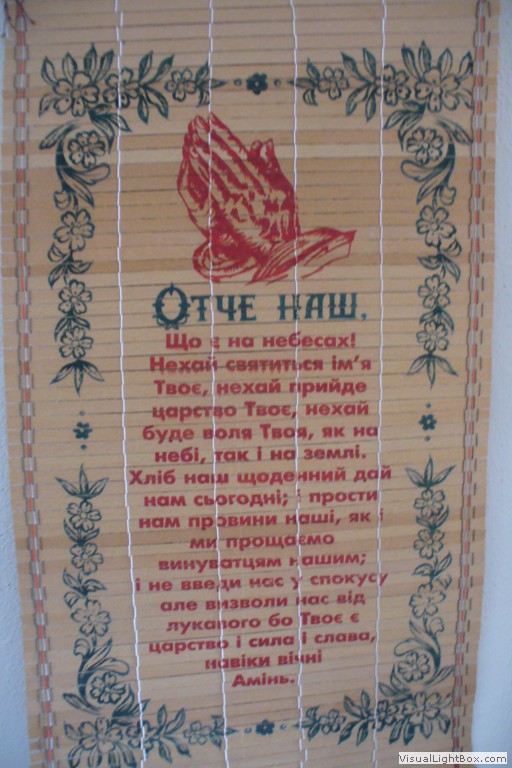 Отче наш,
Що є на небесах!
Нехай святиться ім'я
Твоє, нехай прийде
царство Твоє, нехай
буде воля Твоя, як на
небі, так і на землі.
Хліб наш щоденний дай
нам сьогодні; і прости
нам провини наші, як і
ми прощаємо
винуватцям нашим;
і не введи нас у спокусу
але визволи нас від
лукавого бо Твоє є
царство і сила і слава,
навіки вічні
Амінь.
VisualLightBox.com